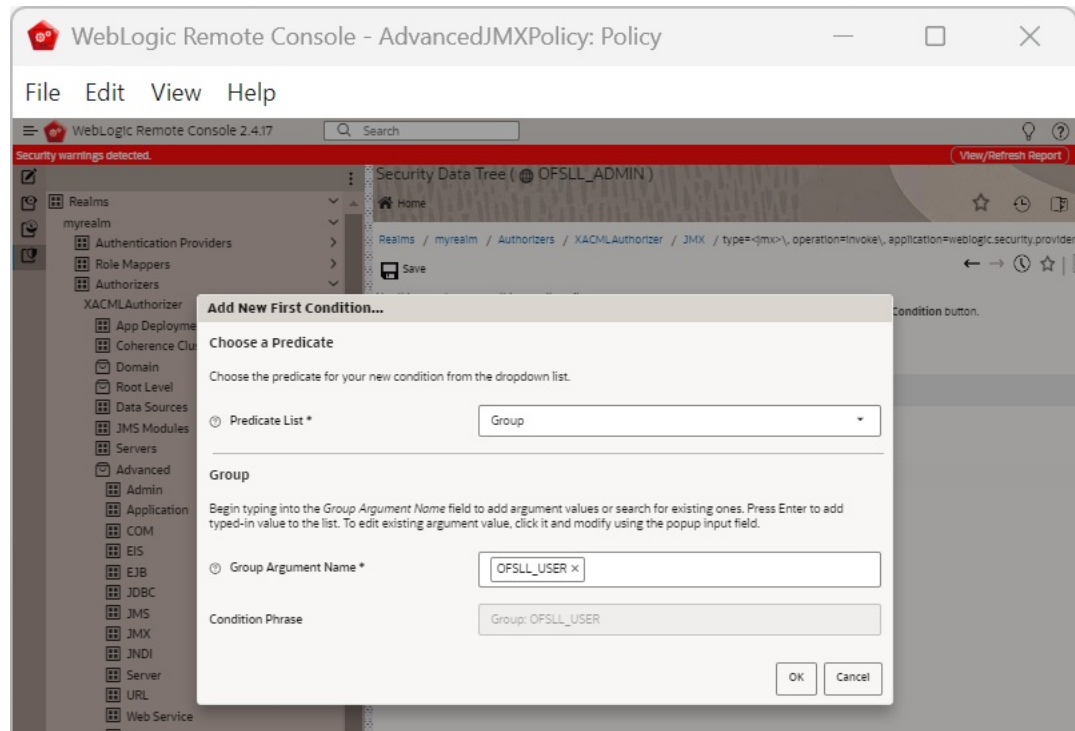 WebLogic Remote Console - AdvancedJMXPolicy: Policy
File Edit View Help
WebLogic Remote Console 2.4.17
Search
Security warnings detected.
View/Refresh Report
Security Data Tree ( OFSLL_ADMIN )
Home
Realms
myrealm
Authentication Providers
Role Mappers
Authorizers
XACMLAuthorizer
App Deployme
Coherence Clu
Domain
Root Level
Data Sources
JMS Modules
Servers
Advanced
Admin
Application
COM
EIS
EJB
JDBC
JMS
JMX
JNDI
Server
URL
Web Service
Realms / myrealm / Authorizers / XACMLAuthorizer / JMX / type=<jmx>\, operation=invoke\, application=weblogic.security.provider
Save
Condition button.
Add New First Condition...
Choose a Predicate
Choose the predicate for your new condition from the dropdown list.
Predicate List *
Group
Group
Begin typing into the Group Argument Name field to add argument values or search for existing ones. Press Enter to add
typed-in value to the list. To edit existing argument value, click it and modify using the popup input field.
Group Argument Name *
OFSLL_USER ×
Condition Phrase
Group: OFSLL_USER
OK
Cancel